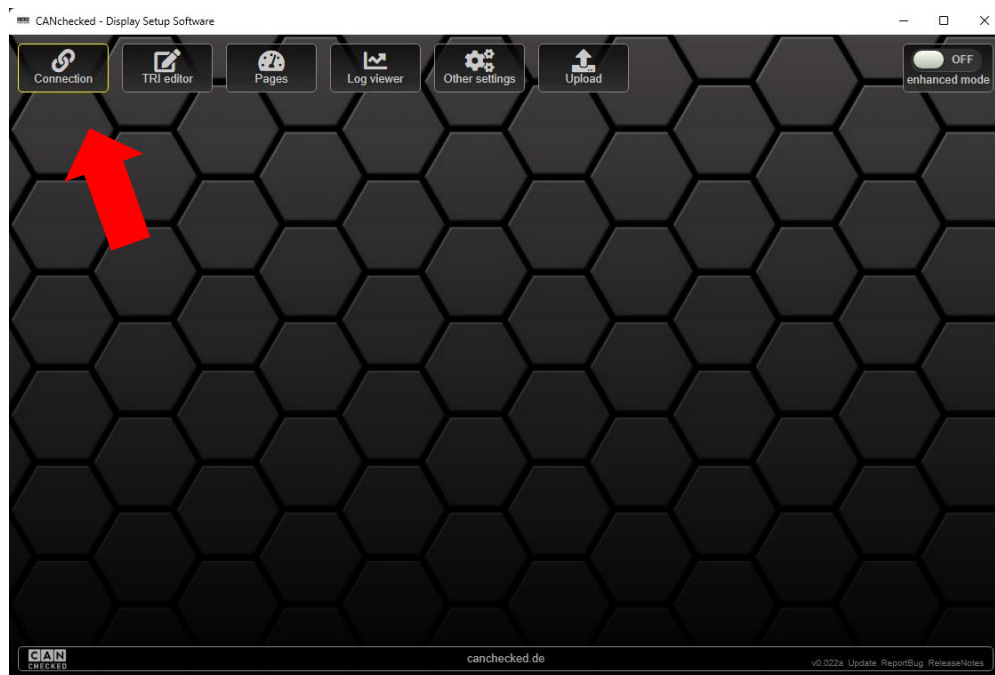 CANchecked - Display Setup Software
Connection
TRI editor
Pages
Log viewer
Other settings
Upload
OFF
enhanced mode
CAN
CHECKED
canchecked.de
v0.022a Update ReportBug ReleaseNotes